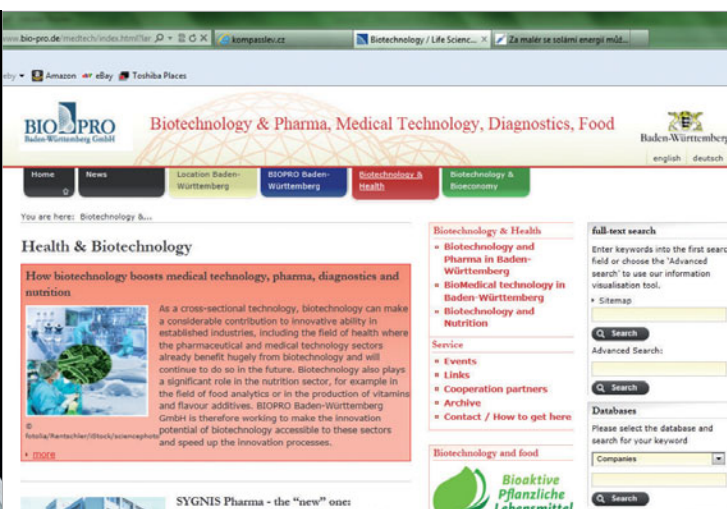 www.bio-pro.de/medtech/index.html?lar
kompasslev.cz
Biotechnology / Life Scienc...
Za malér se solární energií můž...
Amazon
eBay
Toshiba Places
BIO PRO
Baden-Württemberg GmbH
Biotechnology & Pharma, Medical Technology, Diagnostics, Food
Baden-Württemberg
english deutsch
Home
News
Location Baden-
Württemberg
BIOPRO Baden-
Württemberg
Biotechnology &
Health
Biotechnology &
Bioeconomy
You are here: Biotechnology &...
Health & Biotechnology
How biotechnology boosts medical technology, pharma, diagnostics and
nutrition
As a cross-sectional technology, biotechnology can make
a considerable contribution to innovative ability in
established industries, including the field of health where
the pharmaceutical and medical technology sectors
already benefit hugely from biotechnology and will
continue to do so in the future. Biotechnology also plays
a significant role in the nutrition sector, for example in
the field of food analytics or in the production of vitamins
and flavour additives. BIOPRO Baden-Württemberg
GmbH is therefore working to make the innovation
potential of biotechnology accessible to these sectors
and speed up the innovation processes.
©
fotolia/Rentschler/iStock/sciencephoto
more
SYGNIS Pharma - the “new” one:
Biotechnology & Health
Biotechnology and
Pharma in Baden-
Württemberg
BioMedical technology in
Baden-Württemberg
Biotechnology and
Nutrition
Service
Events
Links
Cooperation partners
Archive
Contact / How to get here
Biotechnology and food
Bioaktive
Pflanzliche
Lebensmittel
full-text search
Enter keywords into the first searc
field or choose the 'Advanced
search' to use our information
visualisation tool.
Sitemap
Search
Advanced Search:
Search
Databases
Please select the database and
search for your keyword
Companies
Search